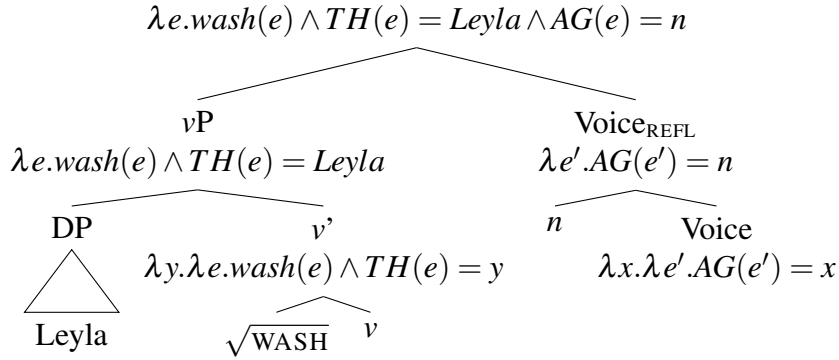 λe.wash(e) ∧ TH(e) = Leyla ∧ AG(e) = n
vP Voice_REFL
λe.wash(e) ∧ TH(e) = Leyla λe′.AG(e′) = n
DP v’ n Voice
λy.λe.wash(e) ∧ TH(e) = y λx.λe′.AG(e′) = x
Leyla √WASH v